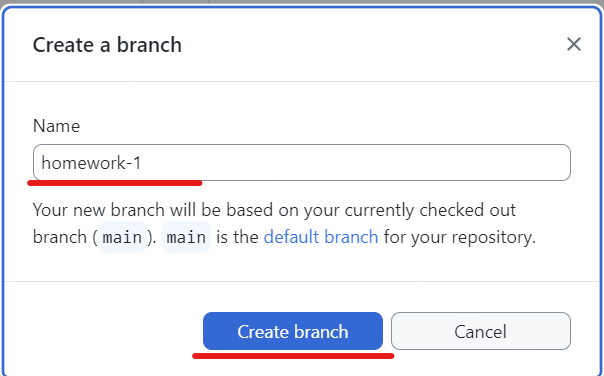 Create a branch
Name
homework-1
Your new branch will be based on your currently checked out
branch (main). main is the default branch for your repository.
Create branch
Cancel